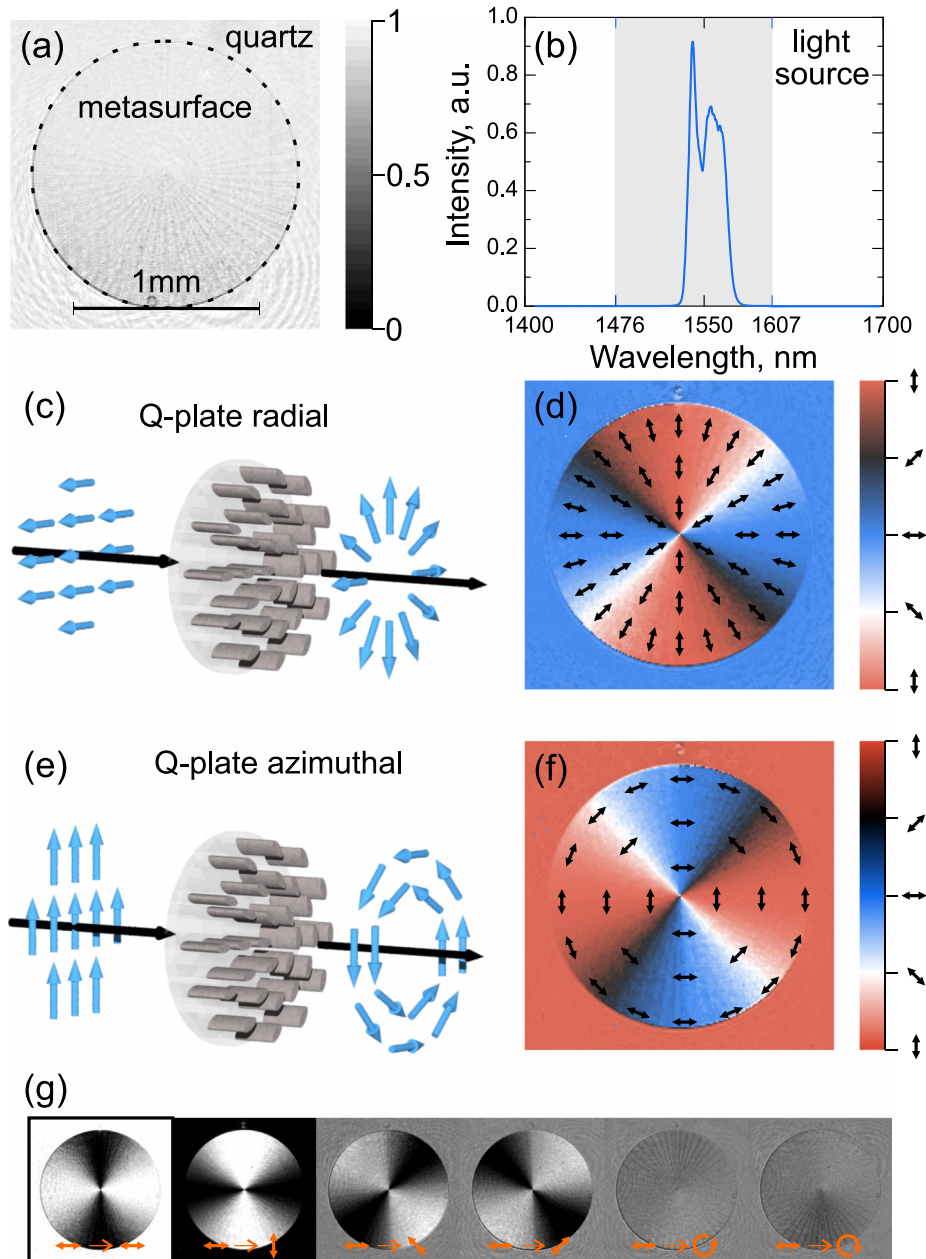 (a)
quartz
metasurface
1mm
1
0.5
0
(b)
light
source
Intensity, a.u.
1.0
0.8
0.6
0.4
0.2
0.0
1400 1476 1550 1607 1700
Wavelength, nm
(c)
Q-plate radial
(d)
(e)
Q-plate azimuthal
(f)
(g)